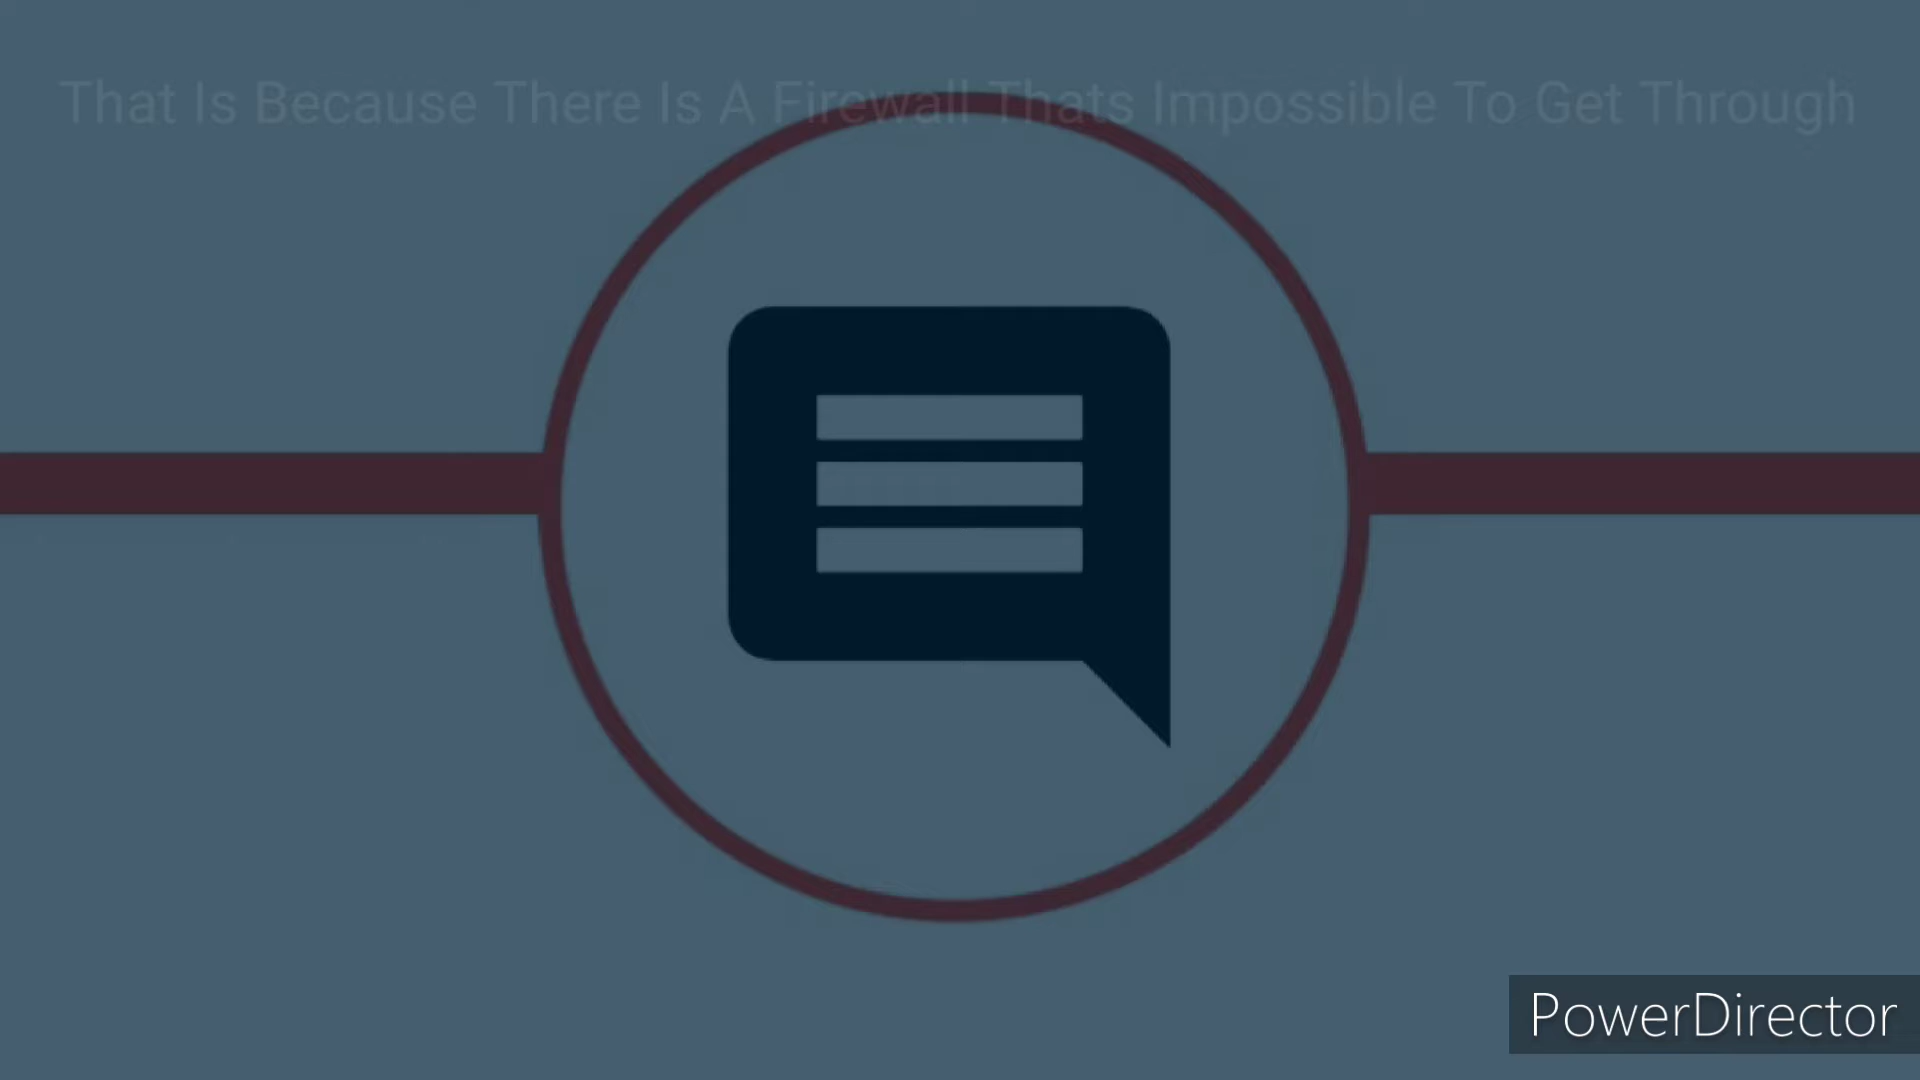 That Is Because There Is A Firewall Thats Impossible To Get Through
PowerDirector